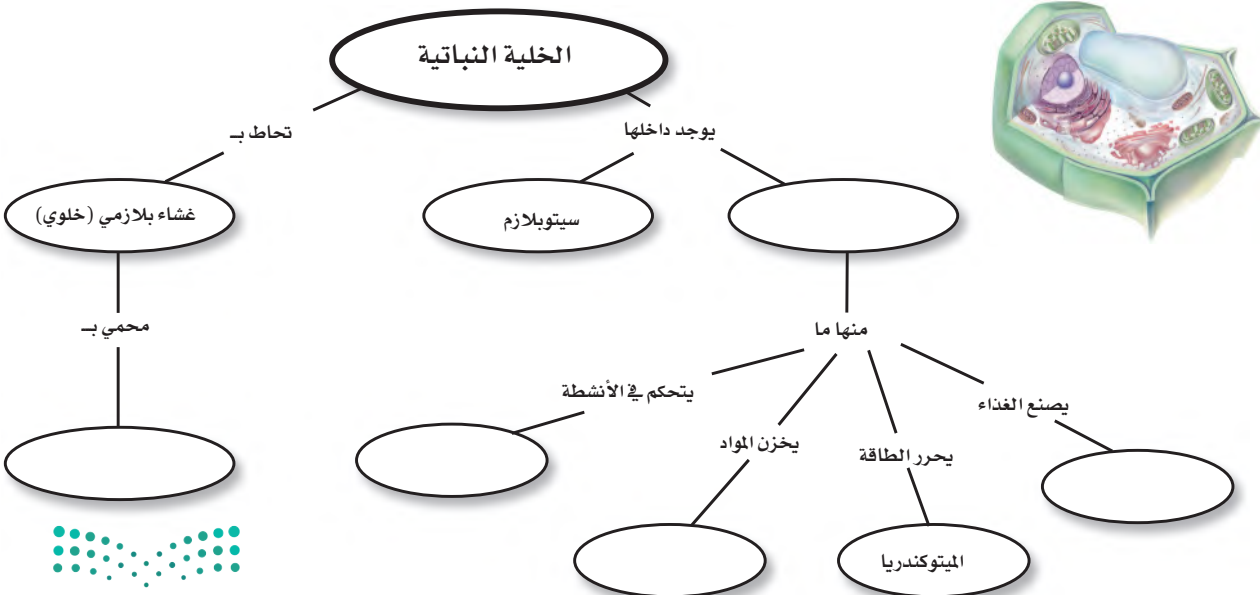 الخلية النباتية
يوجد داخلها
تحاط بـ
سيتوبلازم
غشاء بلازمي (خلوي)
منها ما
محمي بـ
يصنع الغذاء
يحرر الطاقة
يخزن المواد
يتحكم في الأنشطة
الميتوكندريا